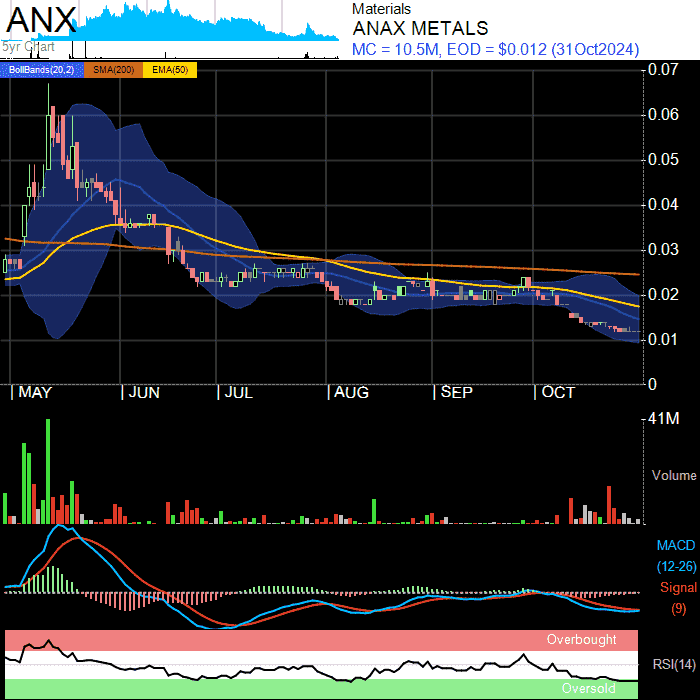 ANX
5yr Chart
Materials
ANAX METALS
MC = 10.5M, EOD = $0.012 (31Oct2024)
BollBands(20,2) SMA(200) EMA(50)
0.07
0.06
0.05
0.04
0.03
0.02
0.01
0
MAY JUN JUL AUG SEP OCT
41M
Volume
MACD
(12-26)
Signal
(9)
Overbought
RSI(14)
Oversold